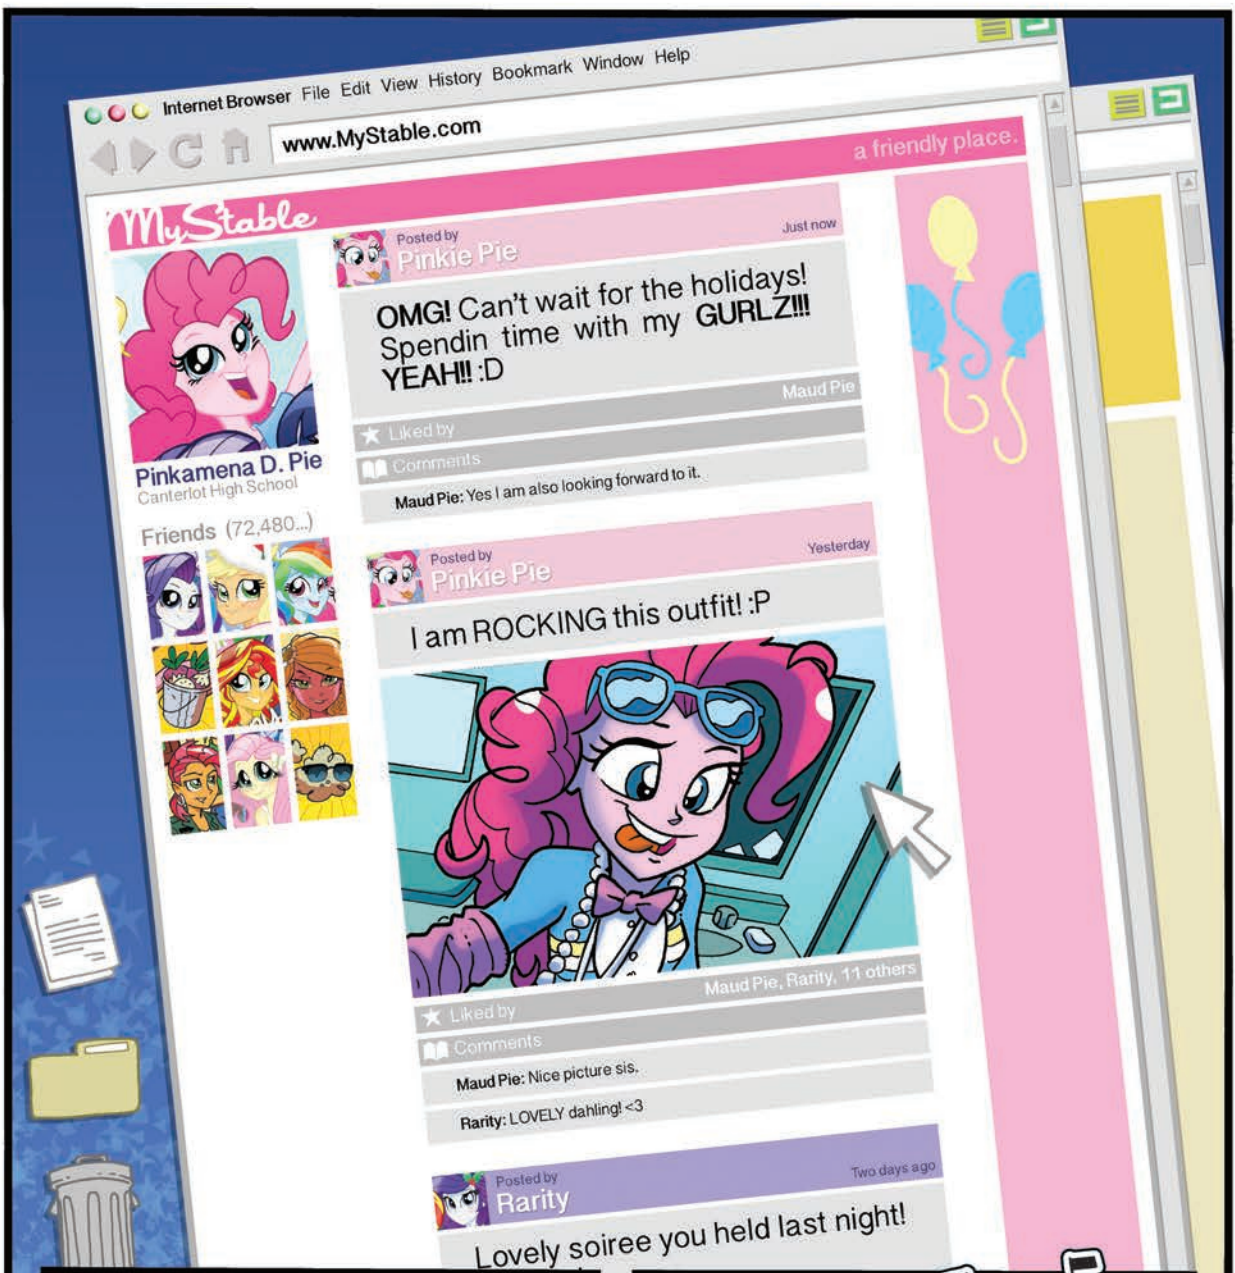 Internet Browser File Edit View History Bookmark Window Help
www.MyStable.com
a friendly place.
MyStable
Pinkamena D. Pie
Canterlot High School
Friends (72,480...)
Posted by
Pinkie Pie
Just now
OMG! Can't wait for the holidays!
Spendin time with my GURLZ!!!
YEAH!! :D
Maud Pie
Liked by
Comments
Maud Pie: Yes I am also looking forward to it.
Posted by
Pinkie Pie
Yesterday
I am ROCKING this outfit! :P
Maud Pie, Rarity, 11 others
Liked by
Comments
Maud Pie: Nice picture sis.
Rarity: LOVELY dahling! <3
Posted by
Rarity
Two days ago
Lovely soiree you held last night!